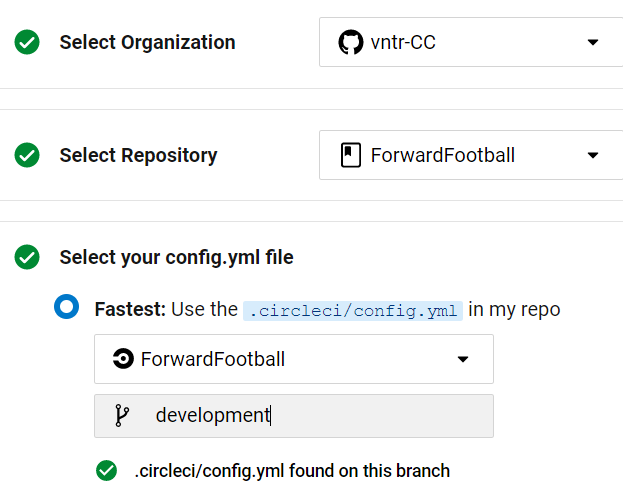 Select Organization
vntr-CC
Select Repository
ForwardFootball
Select your config.yml file
Fastest: Use the .circleci/config.yml in my repo
ForwardFootball
development
.circleci/config.yml found on this branch